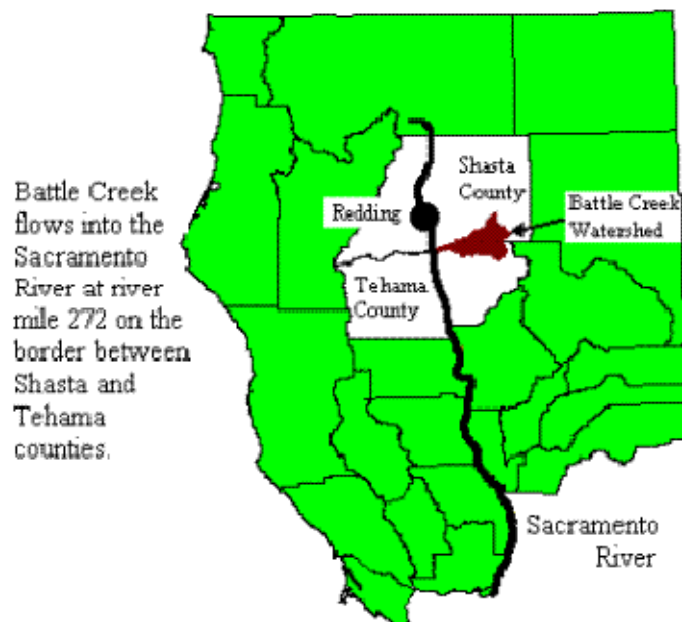 Battle Creek
flows into the
Sacramento
River at river
mile 272 on the
border between
Shasta and
Tehama
counties.
Shasta
County
Redding
Battle Creek
Watershed
Tehama
County
Sacramento
River